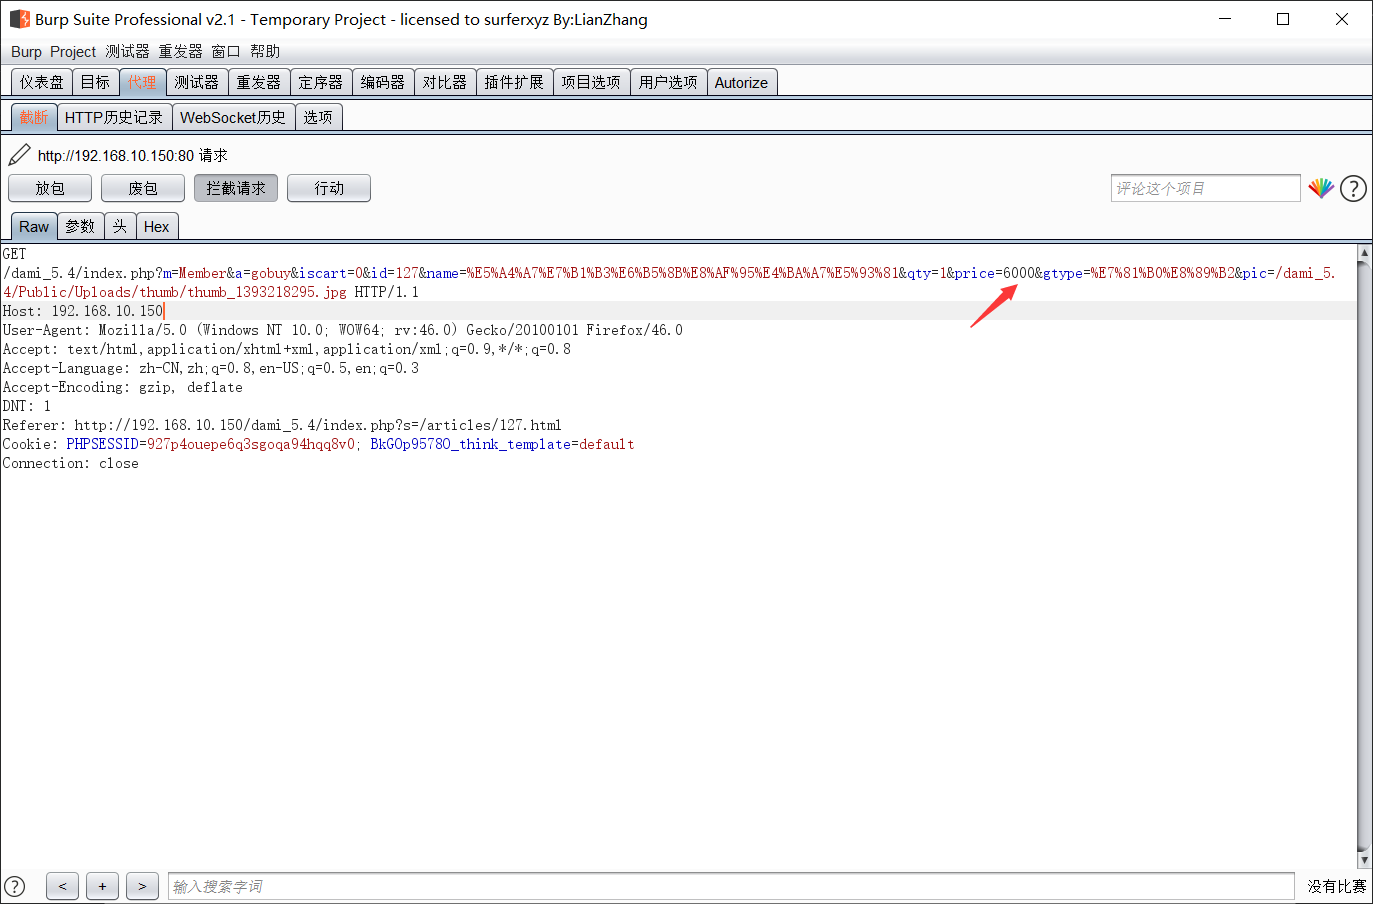 Burp Suite Professional v2.1 - Temporary Project - licensed to surferxyz By:LianZhang
Burp Project 测试器 重发器 窗口 帮助
仪表盘 目标 代理 测试器 重发器 定序器 编码器 对比器 插件扩展 项目选项 用户选项 Autorize
截断 HTTP历史记录 WebSocket历史 选项
http://192.168.10.150:80 请求
放包 废包 拦截请求 行动 评论这个项目 ?
Raw 参数 头 Hex
GET
/dami_5.4/index.php?m=Member&a=gobuy&iscart=0&id=127&name=%E5%A4%A7%E7%B1%B3%E6%B5%8B%E8%AF%95%E4%BA%A7%E5%93%81&qty=1&price=6000&gtype=%E7%81%B0%E8%89%B2&pic=/dami_5.
4/Public/Uploads/thumb/thumb_1393218295.jpg HTTP/1.1
Host: 192.168.10.150
User-Agent: Mozilla/5.0 (Windows NT 10.0; WOW64; rv:46.0) Gecko/20100101 Firefox/46.0
Accept: text/html,application/xhtml+xml,application/xml;q=0.9,*/*;q=0.8
Accept-Language: zh-CN,zh;q=0.8,en-US;q=0.5,en;q=0.3
Accept-Encoding: gzip, deflate
DNT: 1
Referer: http://192.168.10.150/dami_5.4/index.php?s=/articles/127.html
Cookie: PHPSESSID=927p4ouepe6q3sgoqa94hqq8v0; BkGOp9578O_think_template=default
Connection: close
? < + > 输入搜索字词 没有比赛